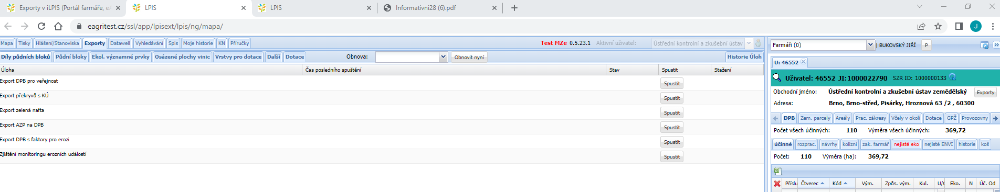 Exporty v iLPIS (Portál farmáře, eA
LPIS
LPIS
Informativni28 (6).pdf
eagritest.cz/ssl/app/lpisext/lpis/ng/mapa/
J
Mapa Tisky Hlášení/Stanoviska Exporty Datawell Vyhledávání Spis Moje historie KN Příručky
Test MZe 0.5.23.1 Aktivní uživatel: Ústřední kontrolní a zkušební ústav
Díly půdních bloků Půdní bloky Ekol. významné prvky Osázené plochy vinic Vrstvy pro dotace Další Dotace Obnova: Obnovit nyní Historie Úloh
Úloha Čas posledního spuštění Stav Spustit Stažení
Export DPB pro veřejnost Spustit
Export překryvů s KÚ Spustit
Export zelená nafta Spustit
Export AZP na DPB Spustit
Export DPB s faktory pro erozi Spustit
Zjištění monitoringu erozních událostí Spustit
Farmáři (0) BUKOVSKÝ JIŘÍ P
U: 46552
Uživatel: 46552 JI:1000022790 SZR ID: 1000000133
Obchodní jméno: Ústřední kontrolní a zkušební ústav zemědělský Exporty
Adresa: Brno, Brno-střed, Pisárky, Hroznová 63 /2 , 60300
DPB Zem. parcely Areály Prac. zákresy Včely v okolí Dotace GPŽ Provozovny
Počet všech účinných: 110 Výměra všech účinných: 369,72
účinné rozprac. návrhy kolizní zak. farmář nejisté eko nejisté ENVI historie koš
Počet: 110 Výměra (ha): 369,72
Příslu Čtverec Kód Vým. Způs. vým. Kul. U/ Eko. N Úč. Od